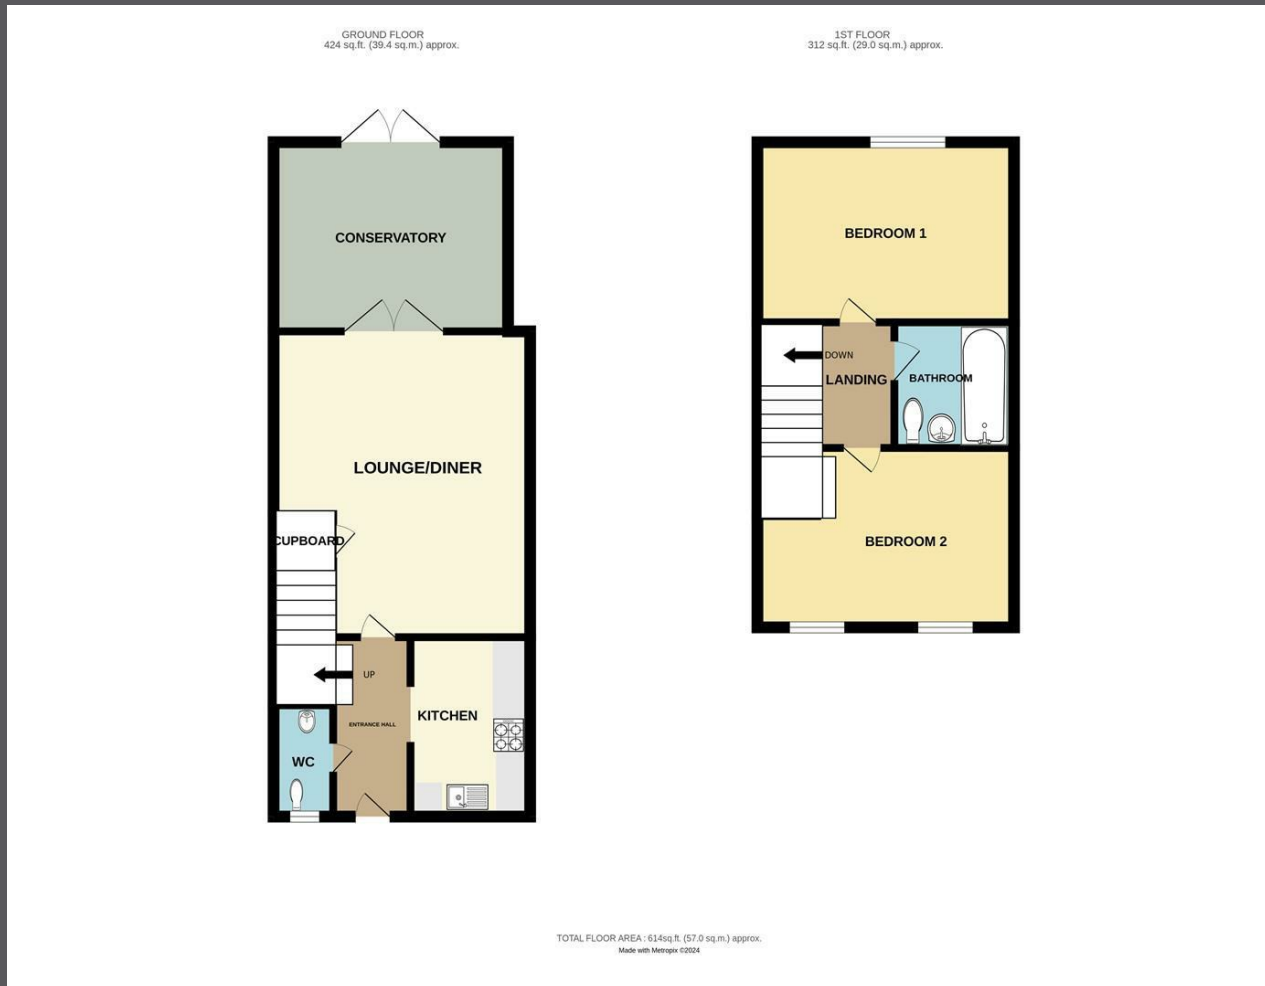 GROUND FLOOR
424 sq.ft. (39.4 sq.m.) approx.
1ST FLOOR
312 sq.ft. (29.0 sq.m.) approx.
CONSERVATORY
LOUNGE/DINER
CUPBOARD
UP
ENTRANCE HALL
KITCHEN
WC
BEDROOM 1
DOWN
LANDING
BATHROOM
BEDROOM 2
TOTAL FLOOR AREA : 614sq.ft. (57.0 sq.m.) approx.
Made with Metropix ©2024